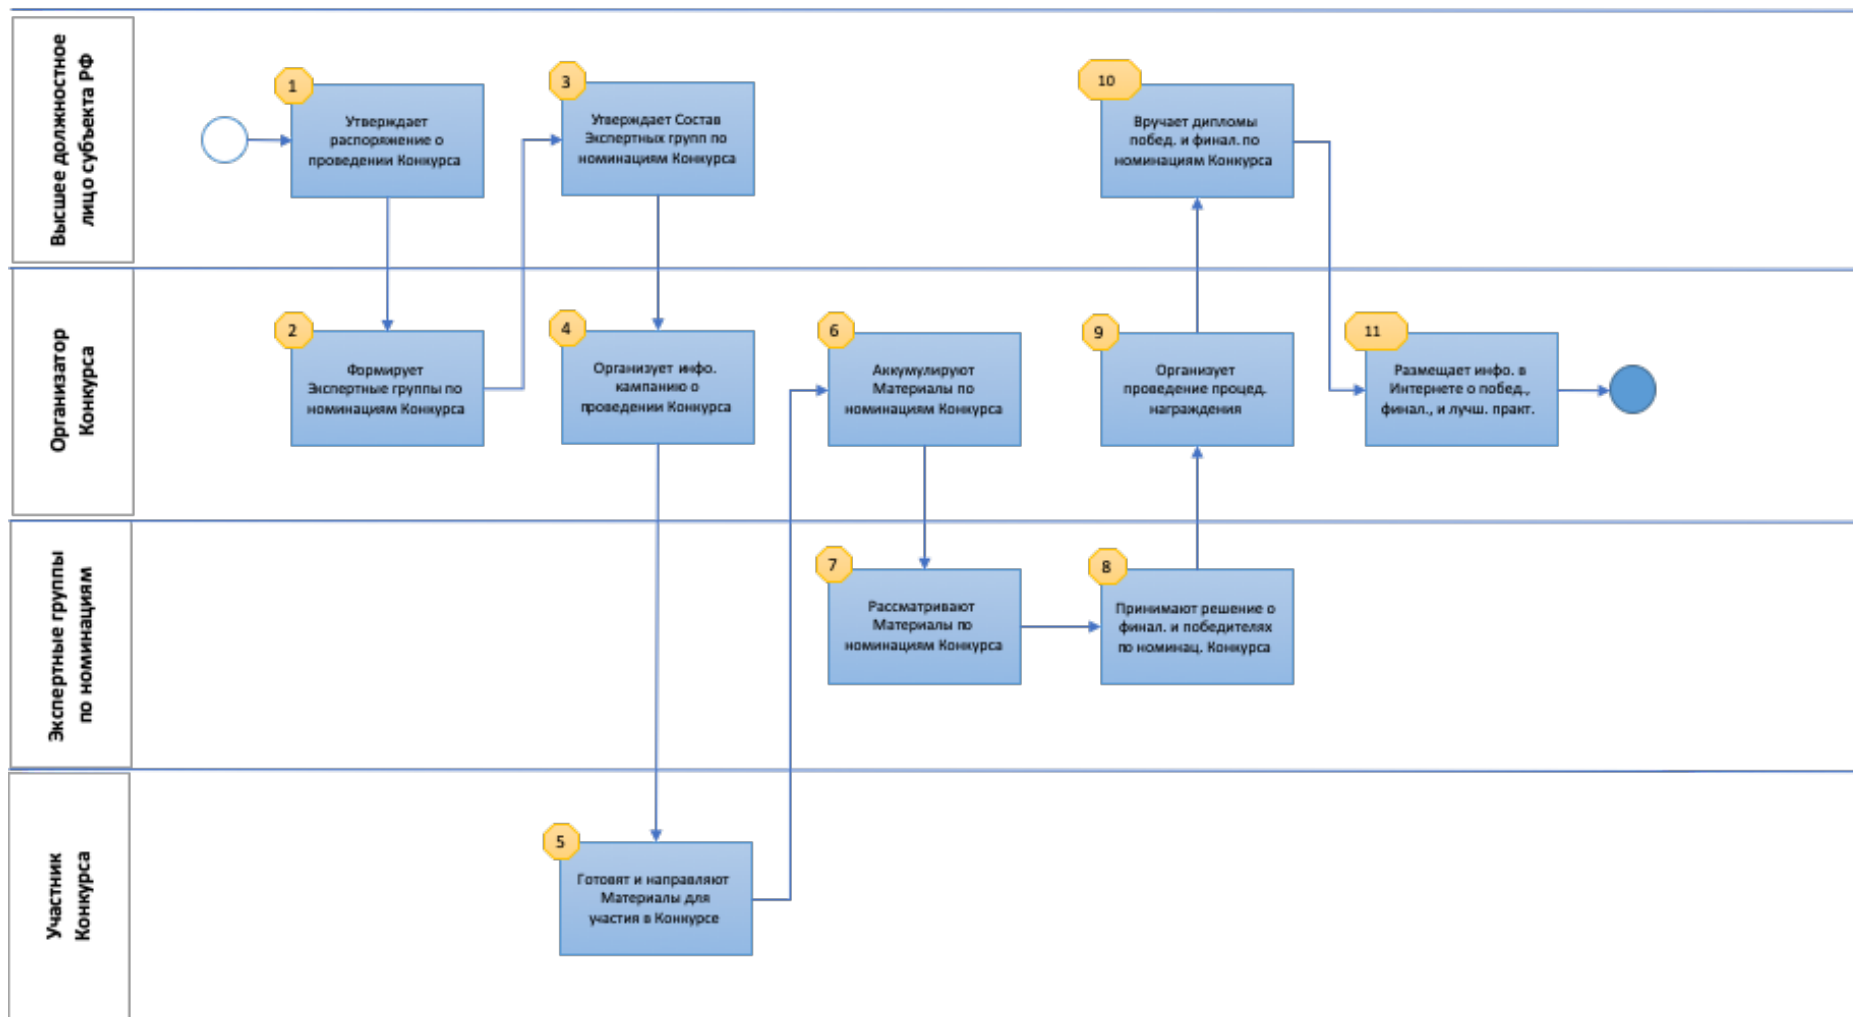 Высшее должностное
лицо субъекта РФ
1
Утверждает
распоряжение о
проведении Конкурса
3
Утверждает Состав
Экспертных групп по
номинациям Конкурса
10
Вручает дипломы
побед. и финал. по
номинациям Конкурса
Организатор
Конкурса
2
Формирует
Экспертные группы по
номинациям Конкурса
4
Организует инфо.
кампанию о
проведении Конкурса
6
Аккумулируют
Материалы по
номинациям Конкурса
9
Организует
проведение процед.
награждения
11
Размещает инфо. в
Интернете о побед.,
финал., и лучш. практ.
Экспертные группы
по номинациям
7
Рассматривают
Материалы по
номинациям Конкурса
8
Принимают решение о
финал. и победителях
по номинац. Конкурса
Участник
Конкурса
5
Готовят и направляют
Материалы для
участия в Конкурсе